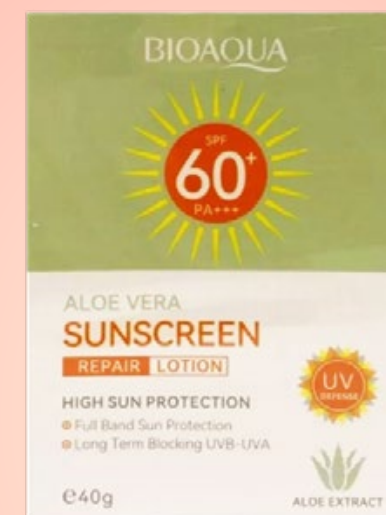 BIOAQUA
SPF
60+
PA+++
ALOE VERA
SUNSCREEN
REPAIR LOTION
HIGH SUN PROTECTION
Full Band Sun Protection
Long Term Blocking UVB-UVA
UV
DEFENSE
℮40g
ALOE EXTRACT